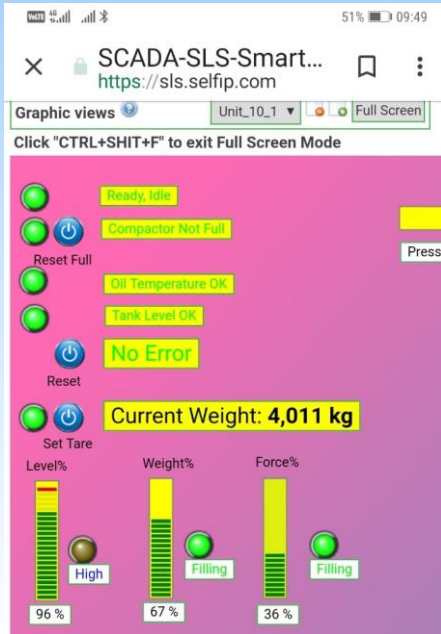 VoLTE 4G 51% 09:49
SCADA-SLS-Smart...
https://sls.selfip.com
Graphic views Unit_10_1 Full Screen
Click "CTRL+SHIT+F" to exit Full Screen Mode
Ready, Idle
Compactor Not Full
Reset Full
Press
Oil Temperature OK
Tank Level OK
No Error
Reset
Current Weight: 4,011 kg
Set Tare
Level% Weight% Force%
High Filling Filling
96 % 67 % 36 %